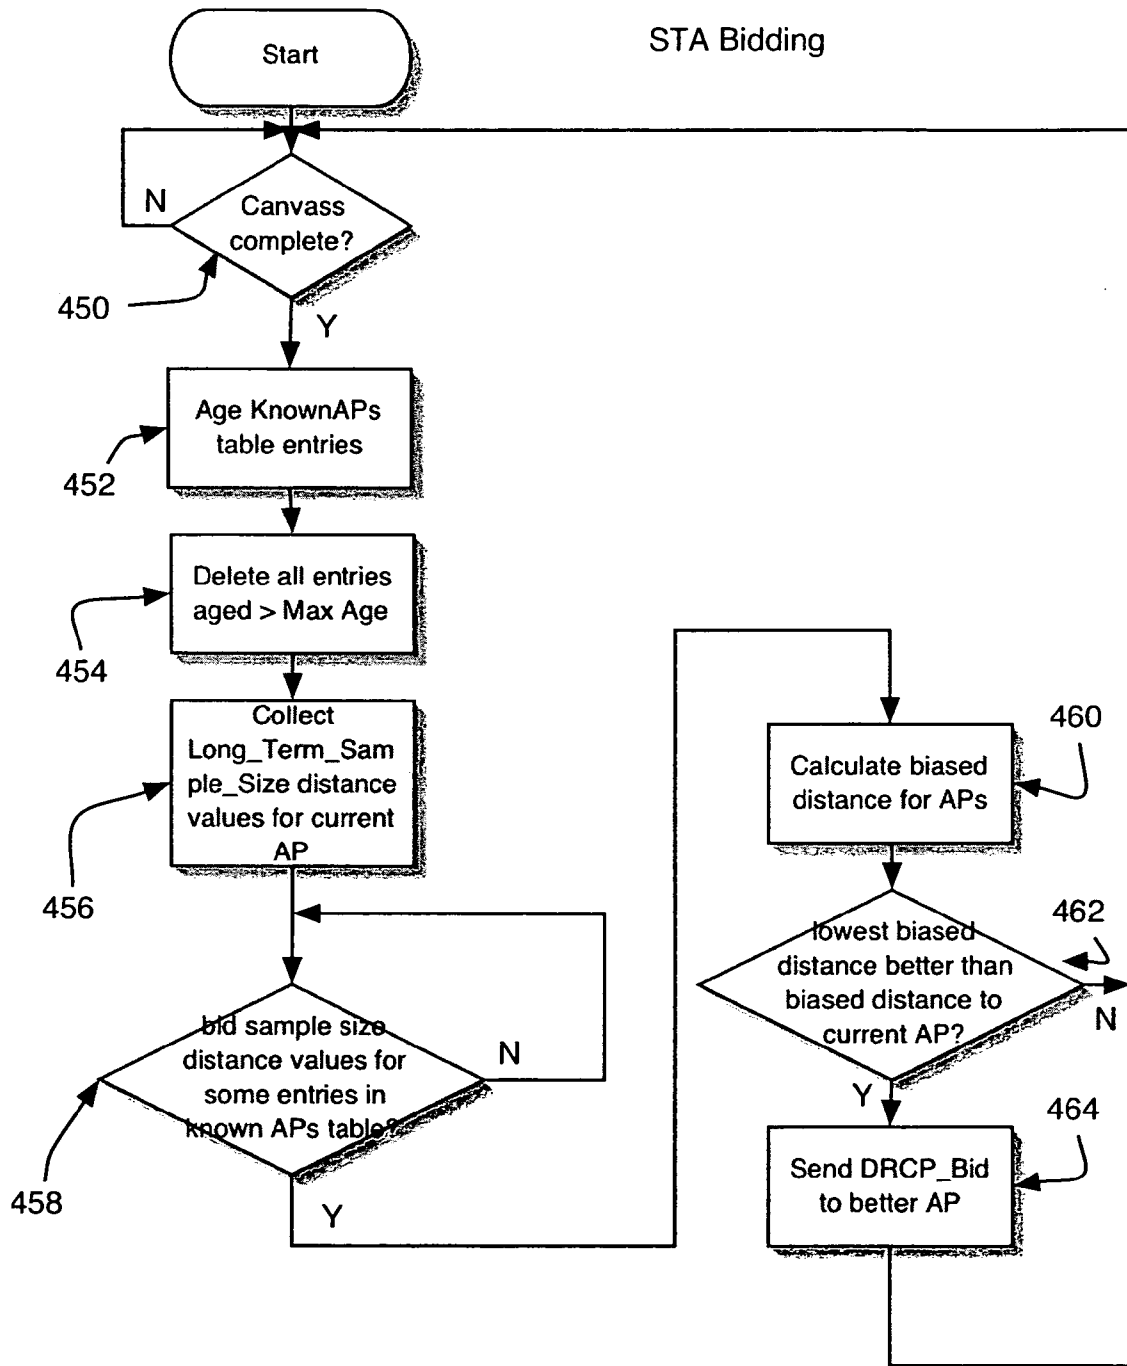 STA Bidding
Start
Canvass
complete?
N
450
Y
Age KnownAPs
table entries
452
Delete all entries
aged > Max Age
454
Collect
Long_Term_Sam
ple_Size distance
values for current
AP
456
bid sample size
distance values for
some entries in
known APs table?
N
458
Y
Calculate biased
distance for APs
460
lowest biased
distance better than
biased distance to
current AP?
462
N
Y
Send DRCP_Bid
to better AP
464